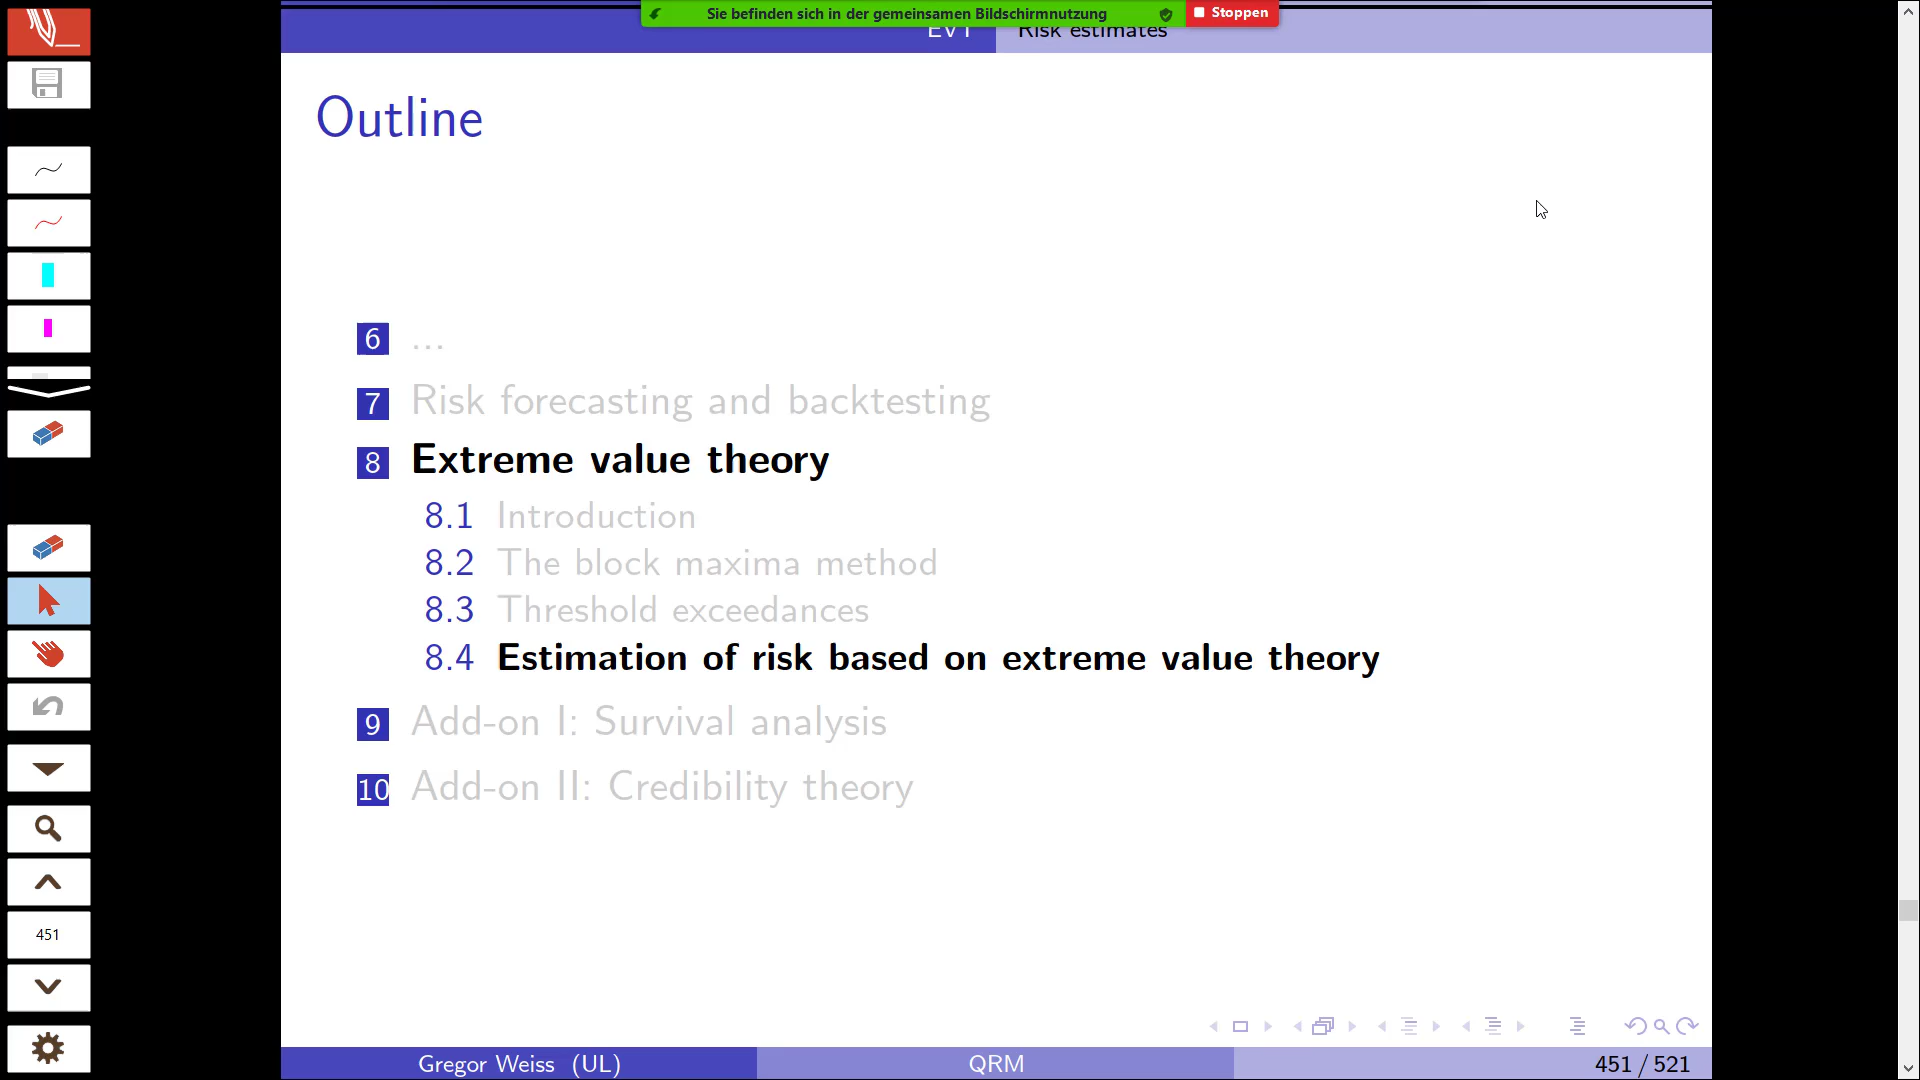 Sie befinden sich in der gemeinsamen Bildschirmnutzung
Stoppen
EVT Risk estimates
Outline
6 ...
7 Risk forecasting and backtesting
8 Extreme value theory
8.1 Introduction
8.2 The block maxima method
8.3 Threshold exceedances
8.4 Estimation of risk based on extreme value theory
9 Add-on I: Survival analysis
10 Add-on II: Credibility theory
451
Gregor Weiss (UL) QRM 451 / 521